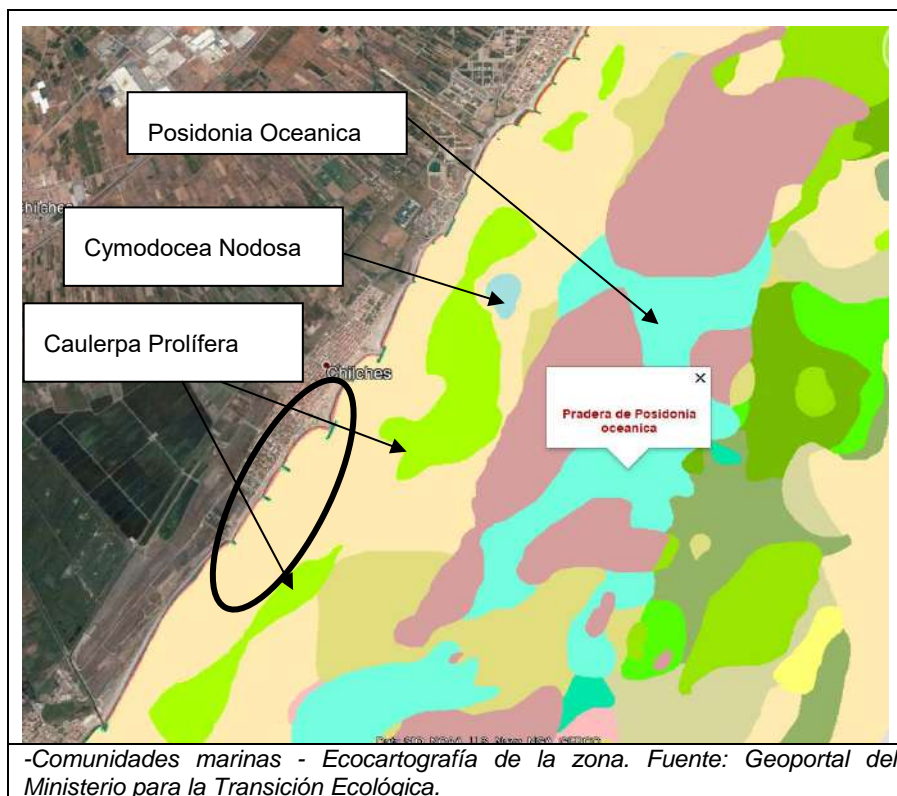 Posidonia Oceanica
Cymodocea Nodosa
Caulerpa Prolífera
Chilches
Chilches
×
Pradera de Posidonia
oceanica
-Comunidades marinas - Ecocartografía de la zona. Fuente: Geoportal del
Ministerio para la Transición Ecológica.